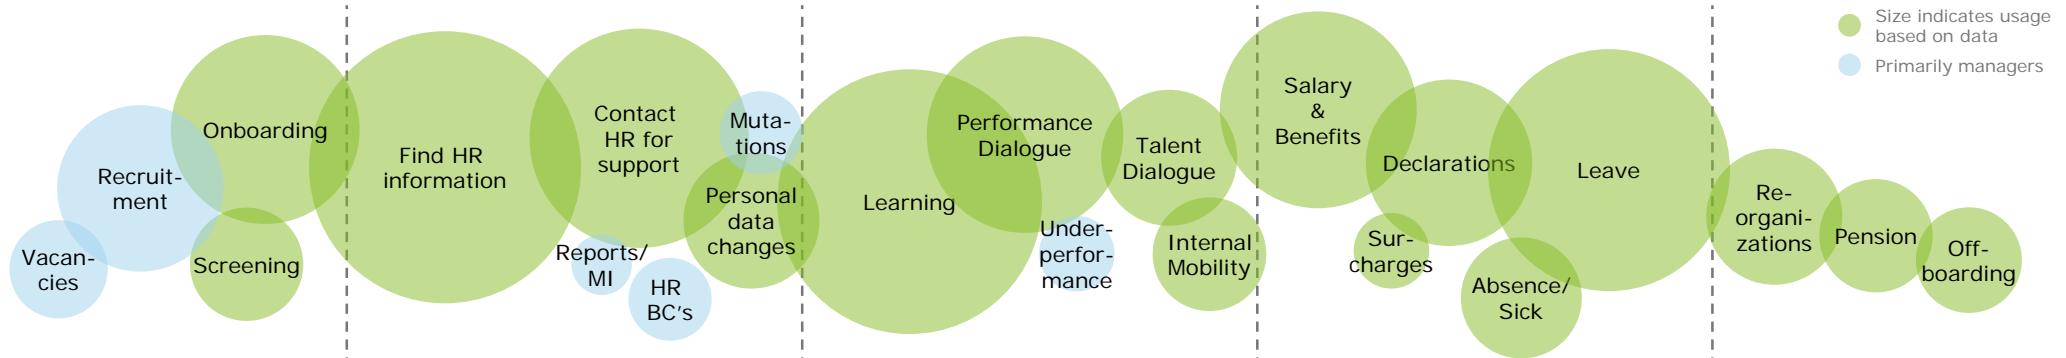 Recruit-
ment
Vacan-
cies
Onboarding
Screening
Find HR
information
Contact
HR for
support
Muta-
tions
Personal
data
changes
Reports/
MI
HR
BC's
Learning
Performance
Dialogue
Under-
perfor-
mance
Talent
Dialogue
Internal
Mobility
Salary
&
Benefits
Declarations
Sur-
charges
Leave
Absence/
Sick
Re-
organi-
zations
Pension
Off-
boarding
Size indicates usage
based on data
Primarily managers